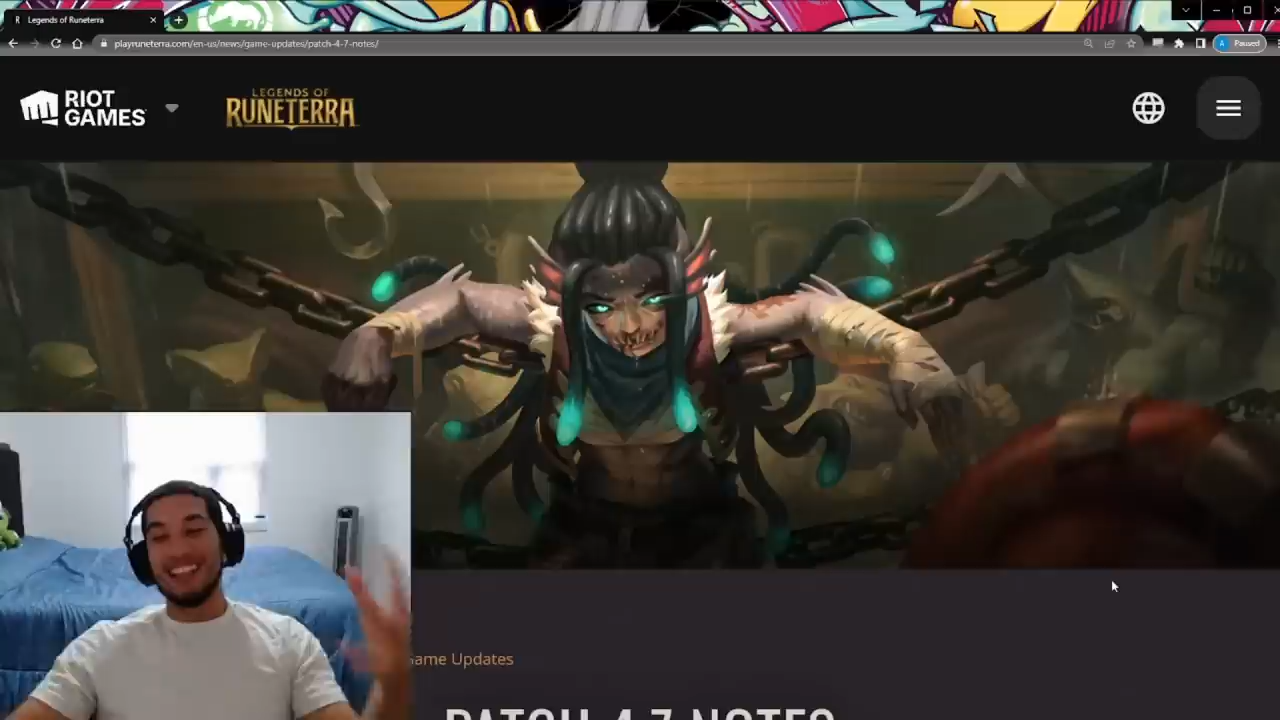 Legends of Runeterra
playruneterra.com/en-us/news/game-updates/patch-4-7-notes/
A
Paused
RIOT
GAMES
LEGENDS OF
RUNETERRA
Game Updates
PATCH 4.7 NOTES